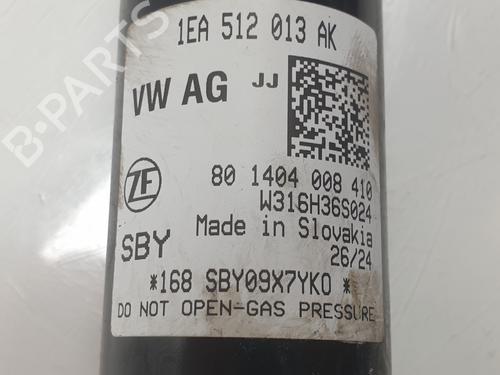 1EA 512 013 AK
VW AG JJ
ZF
80 1404 008 410
W316H36S024
Made in Slovakia
SBY
26/24
*168 SBY09X7YK0 *
DO NOT OPEN-GAS PRESSURE
B-PARTS